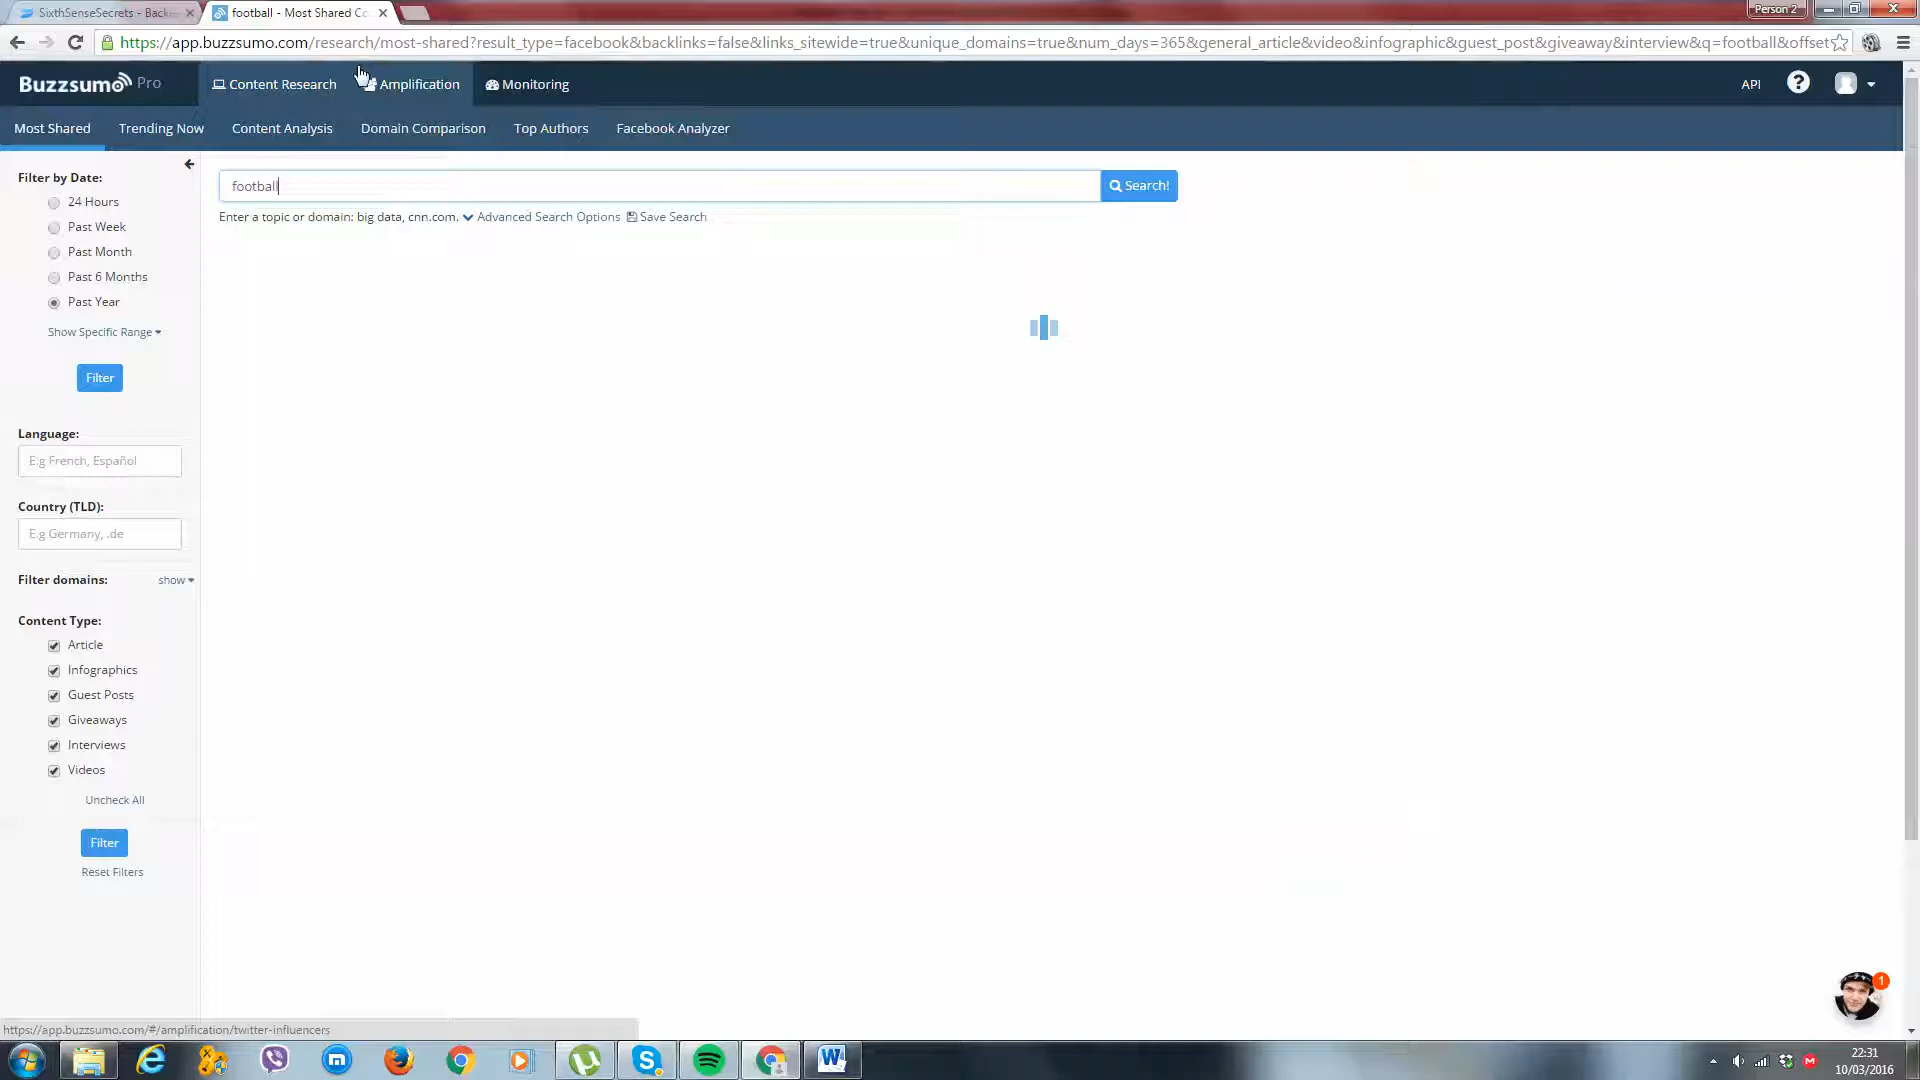 SixthSenseSecrets - Back
football - Most Shared Co
Person 2
https://app.buzzsumo.com/research/most-shared?result_type=facebook&backlinks=false&links_sitewide=true&unique_domains=true&num_days=365&general_article&video&infographic&guest_post&giveaway&interview&q=football&offset
Buzzsumo Pro
Content Research
Amplification
Monitoring
API
?
Most Shared
Trending Now
Content Analysis
Domain Comparison
Top Authors
Facebook Analyzer
Filter by Date:
24 Hours
Past Week
Past Month
Past 6 Months
Past Year
Show Specific Range
Filter
football
Search!
Enter a topic or domain: big data, cnn.com. Advanced Search Options Save Search
Language:
E.g French, Español
Country (TLD):
E.g Germany, .de
Filter domains: show
Content Type:
Article
Infographics
Guest Posts
Giveaways
Interviews
Videos
Uncheck All
Filter
Reset Filters
1
https://app.buzzsumo.com/#/amplification/twitter-influencers
22:31
10/03/2016